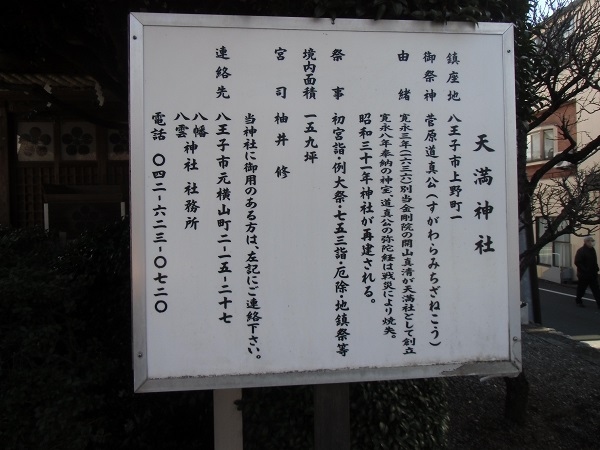 天満神社
鎮座地 八王子市上野町一
御祭神 菅原道真公(すがわらみちざねこう)
由緒 寛永三年(一六二六)別当金剛院の開山真清が天満社として創立
寛永八年奉納の神宝、道真公の弥陀経は戦災により焼失。
昭和三十一年神社が再建される。
祭事 初宮詣・例大祭・七五三詣・厄除・地鎮祭等
境内面積 一五九坪
宮司 柚井 修
当神社に御用のある方は、左記にご連絡下さい。
連絡先 八王子市元横山町二-一五-二七
八幡八雲神社 社務所
電話 〇四二-六二三-〇七二〇